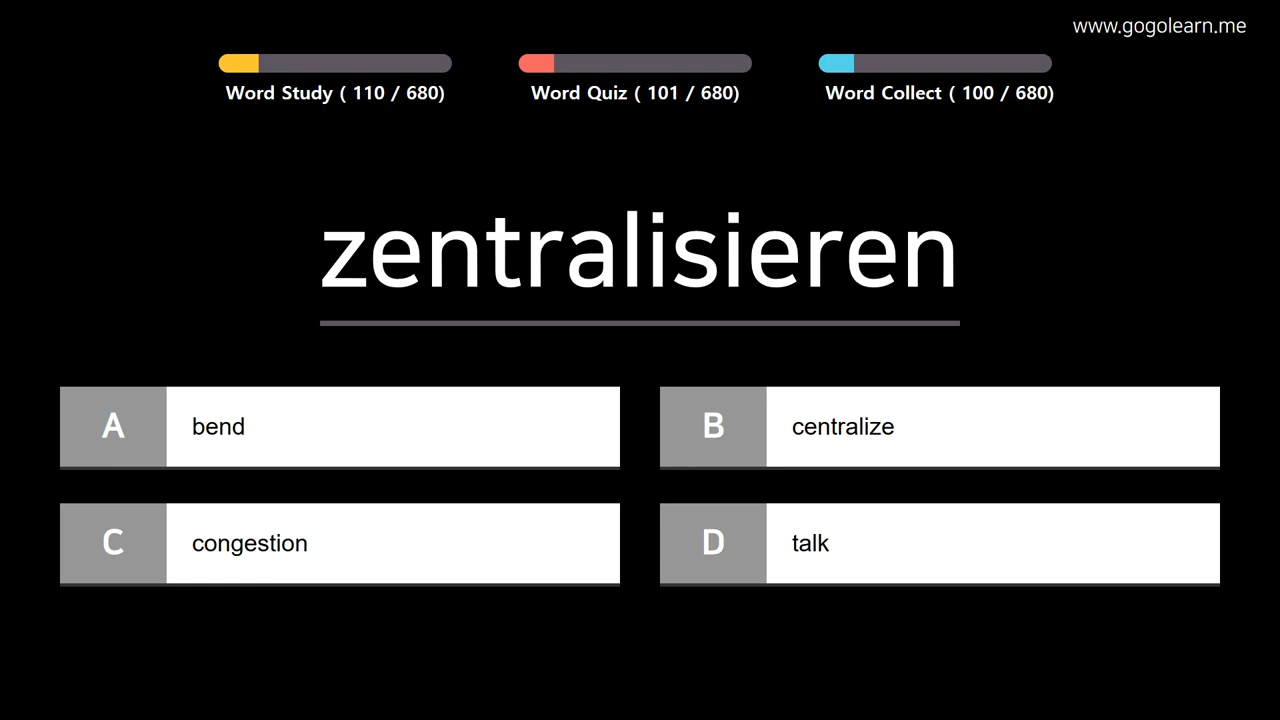 www.gogolearn.me
Word Study ( 110 / 680) Word Quiz ( 101 / 680) Word Collect ( 100 / 680)
zentralisieren
A bend
B centralize
C congestion
D talk